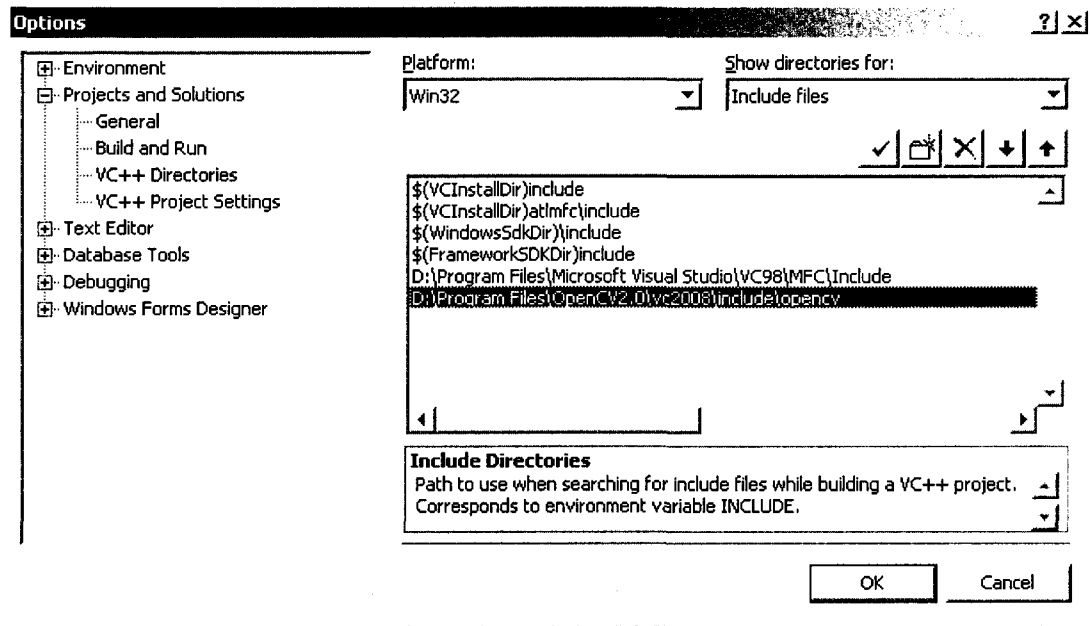 Options
Environment
Projects and Solutions
General
Build and Run
VC++ Directories
VC++ Project Settings
Text Editor
Database Tools
Debugging
Windows Forms Designer
Platform:
Show directories for:
Win32
Include files
$(VCInstallDir)include
$(VCInstallDir)atlmfc\include
$(WindowsSdkDir)\include
$(FrameworkSDKDir)include
D:\Program Files\Microsoft Visual Studio\VC98\MFC\Include
D:\Program Files\OpenCV2.0\vc2008\include\opencv
Include Directories
Path to use when searching for include files while building a VC++ project.
Corresponds to environment variable INCLUDE.
OK
Cancel